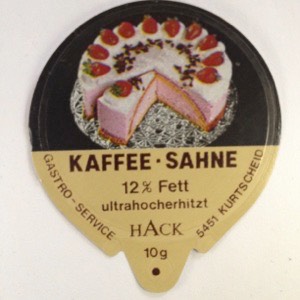 KAFFEE · SAHNE
12% Fett
ultrahocherhitzt
HACK
10g
GASTRO-SERVICE
5451 KURTSCHEID